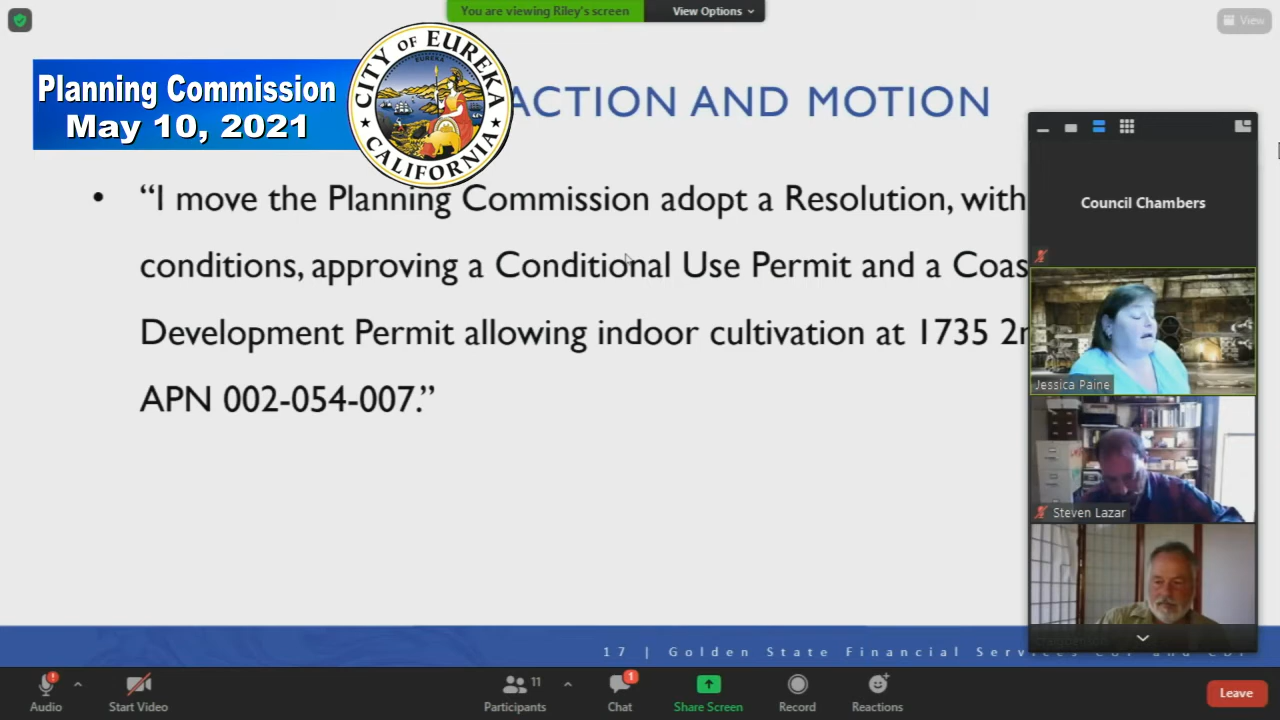 You are viewing Riley's screen
View Options
View
Planning Commission
May 10, 2021
CITY OF EUREKA
EUREKA
CALIFORNIA
ACTION AND MOTION
• “I move the Planning Commission adopt a Resolution, with
conditions, approving a Conditional Use Permit and a Coas
Development Permit allowing indoor cultivation at 1735 2n
APN 002-054-007.”
Council Chambers
Jessica Paine
Steven Lazar
17 | Golden State Financial
Audio
Start Video
Participants
11
Chat
1
Share Screen
Record
Reactions
Leave